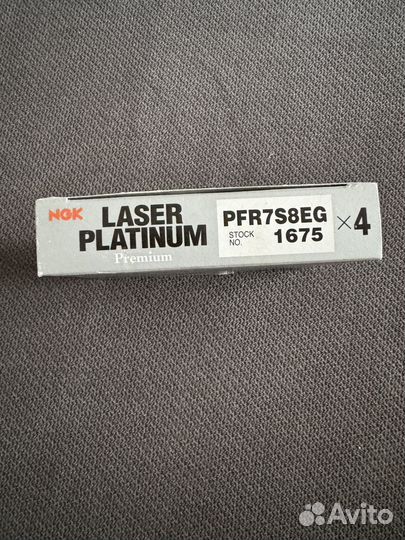 NGK LASER PLATINUM Premium
PFR7S8EG
STOCK NO. 1675
×4
Avito